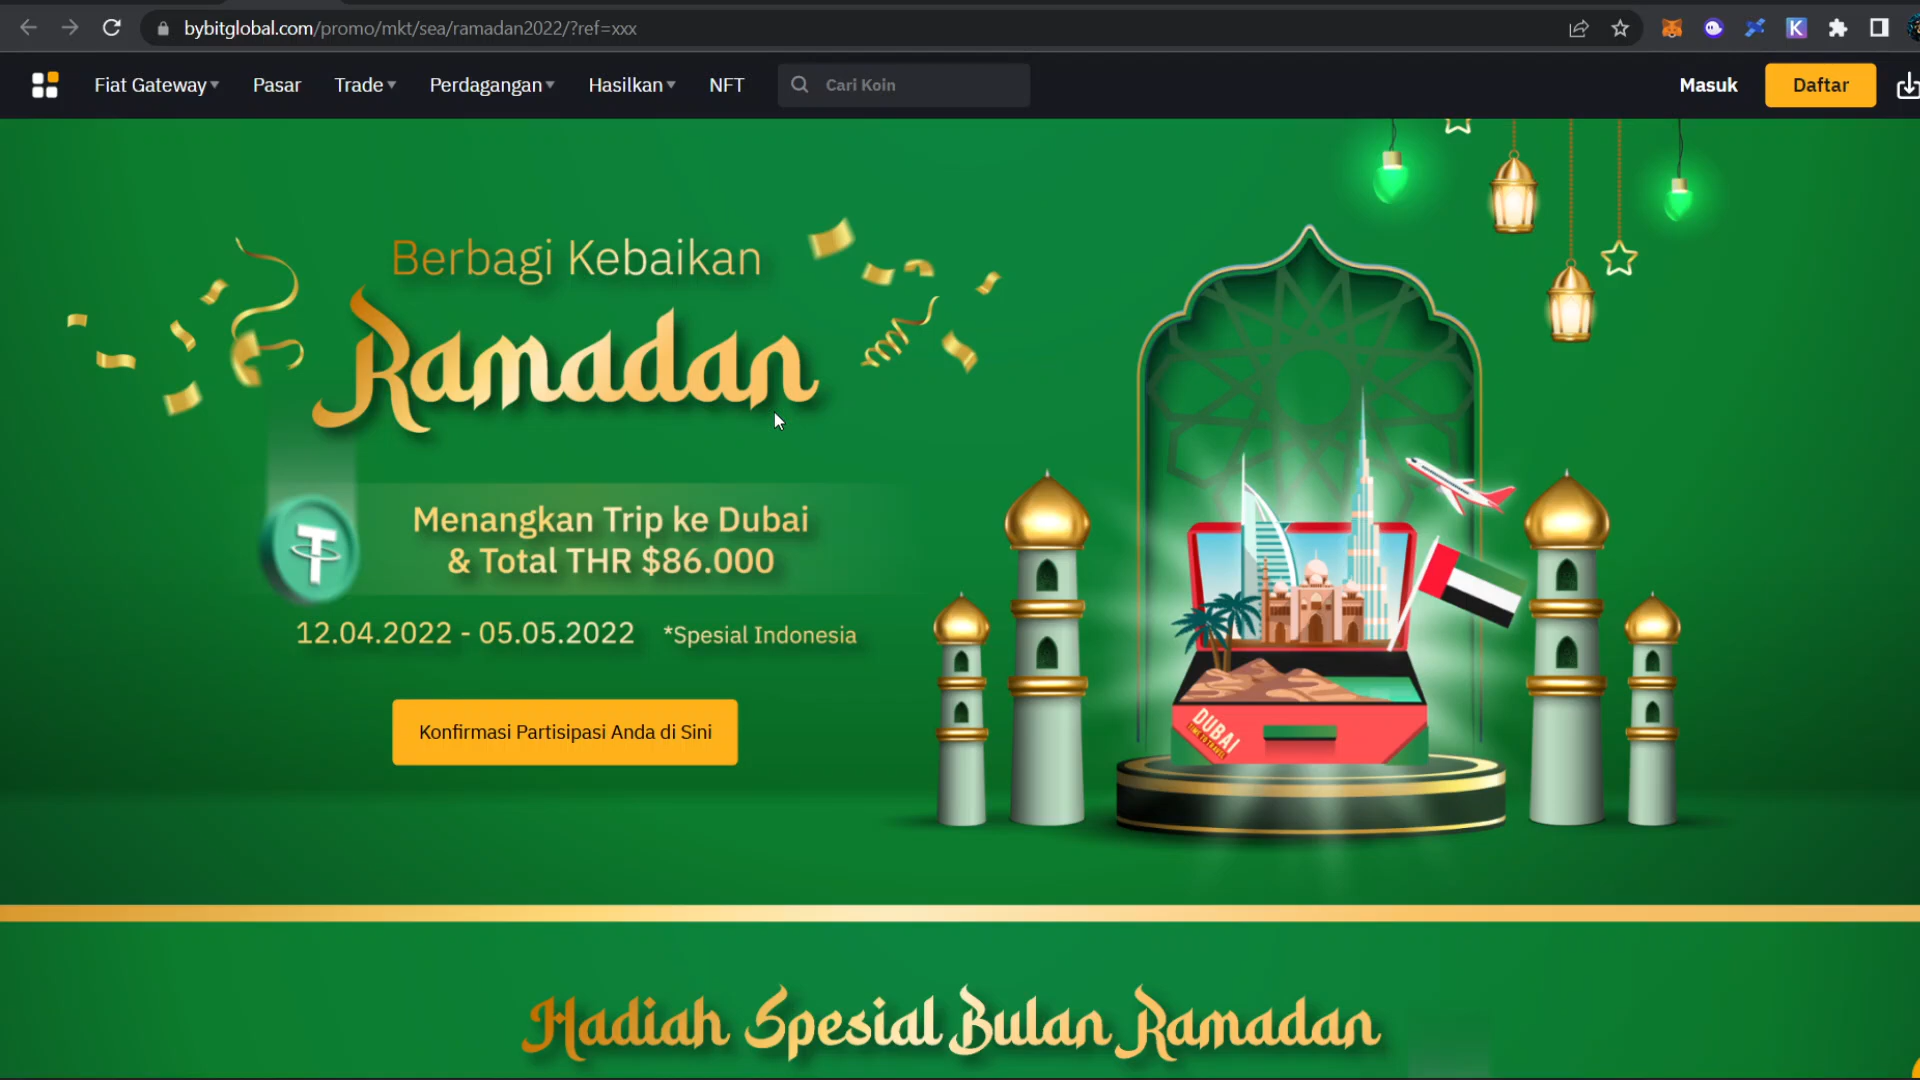 bybitglobal.com/promo/mkt/sea/ramadan2022/?ref=xxx
K
Fiat Gateway Pasar Trade Perdagangan Hasilkan NFT Cari Koin Masuk Daftar
Berbagi Kebaikan
Ramadan
Menangkan Trip ke Dubai
& Total THR $86.000
12.04.2022 - 05.05.2022 *Spesial Indonesia
Konfirmasi Partisipasi Anda di Sini
DUBAI
Hadiah Spesial Bulan Ramadan